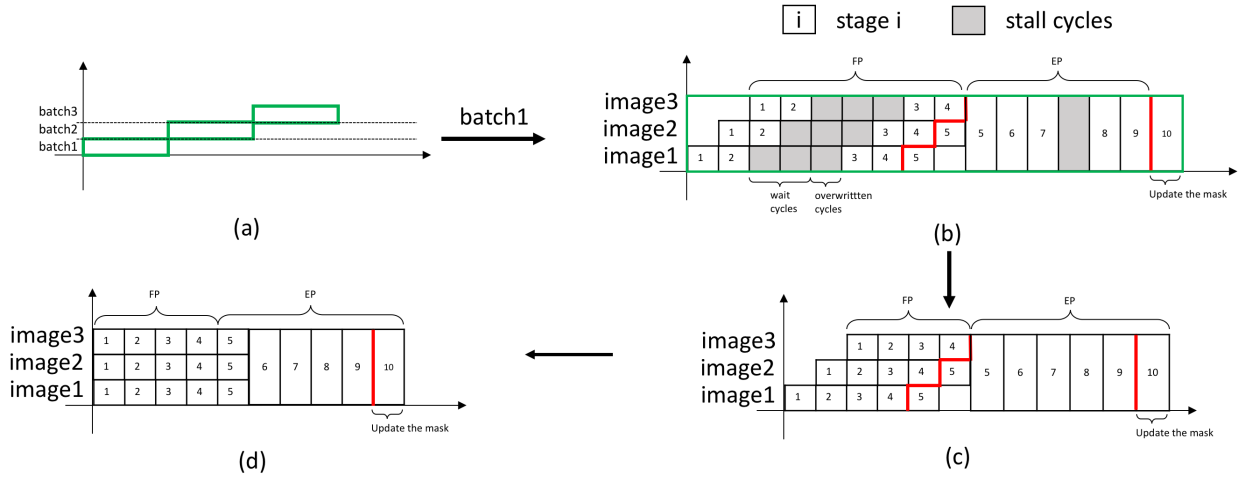 i stage i stall cycles
FP EP
batch3
batch2
batch1
batch1
image3 1 2 3 4
image2 1 2 3 4 5 5 6 7 8 9 10
image1 1 2 3 4 5
wait cycles
overwrittten cycles
Update the mask
(a)
(b)
FP EP
image3 1 2 3 4 5
image2 1 2 3 4 5 6 7 8 9 10
image1 1 2 3 4 5
Update the mask
(d)
FP EP
image3 1 2 3 4
image2 1 2 3 4 5 5 6 7 8 9 10
image1 1 2 3 4 5
Update the mask
(c)